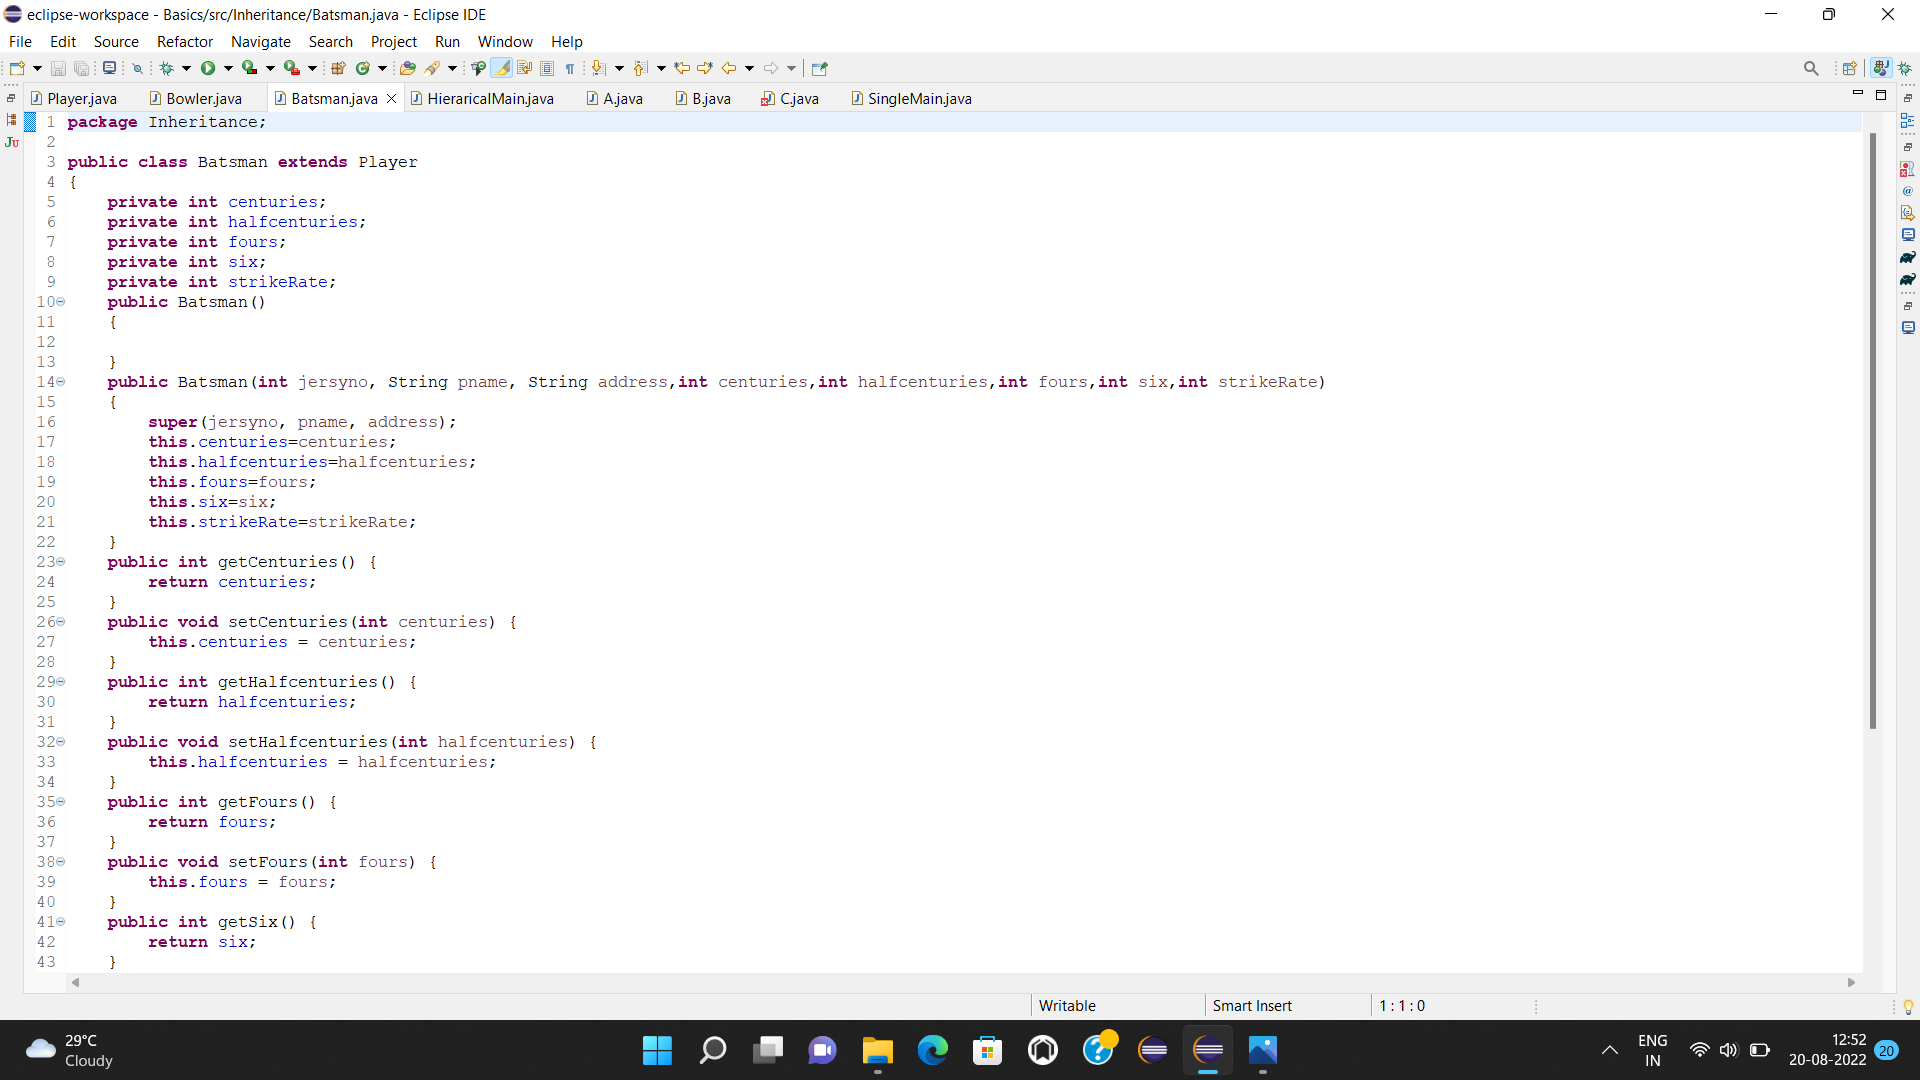 eclipse-workspace - Basics/src/Inheritance/Batsman.java - Eclipse IDE
File Edit Source Refactor Navigate Search Project Run Window Help
Player.java Bowler.java Batsman.java HieraricalMain.java A.java B.java C.java SingleMain.java
1 package Inheritance;
2
3 public class Batsman extends Player
4 {
5     private int centuries;
6     private int halfcenturies;
7     private int fours;
8     private int six;
9     private int strikeRate;
10     public Batsman()
11     {
12
13     }
14     public Batsman(int jersyno, String pname, String address,int centuries,int halfcenturies,int fours,int six,int strikeRate)
15     {
16         super(jersyno, pname, address);
17         this.centuries=centuries;
18         this.halfcenturies=halfcenturies;
19         this.fours=fours;
20         this.six=six;
21         this.strikeRate=strikeRate;
22     }
23     public int getCenturies() {
24         return centuries;
25     }
26     public void setCenturies(int centuries) {
27         this.centuries = centuries;
28     }
29     public int getHalfcenturies() {
30         return halfcenturies;
31     }
32     public void setHalfcenturies(int halfcenturies) {
33         this.halfcenturies = halfcenturies;
34     }
35     public int getFours() {
36         return fours;
37     }
38     public void setFours(int fours) {
39         this.fours = fours;
40     }
41     public int getSix() {
42         return six;
43     }
Writable Smart Insert 1 : 1 : 0
29°C
Cloudy
ENG
IN
12:52
20-08-2022
20